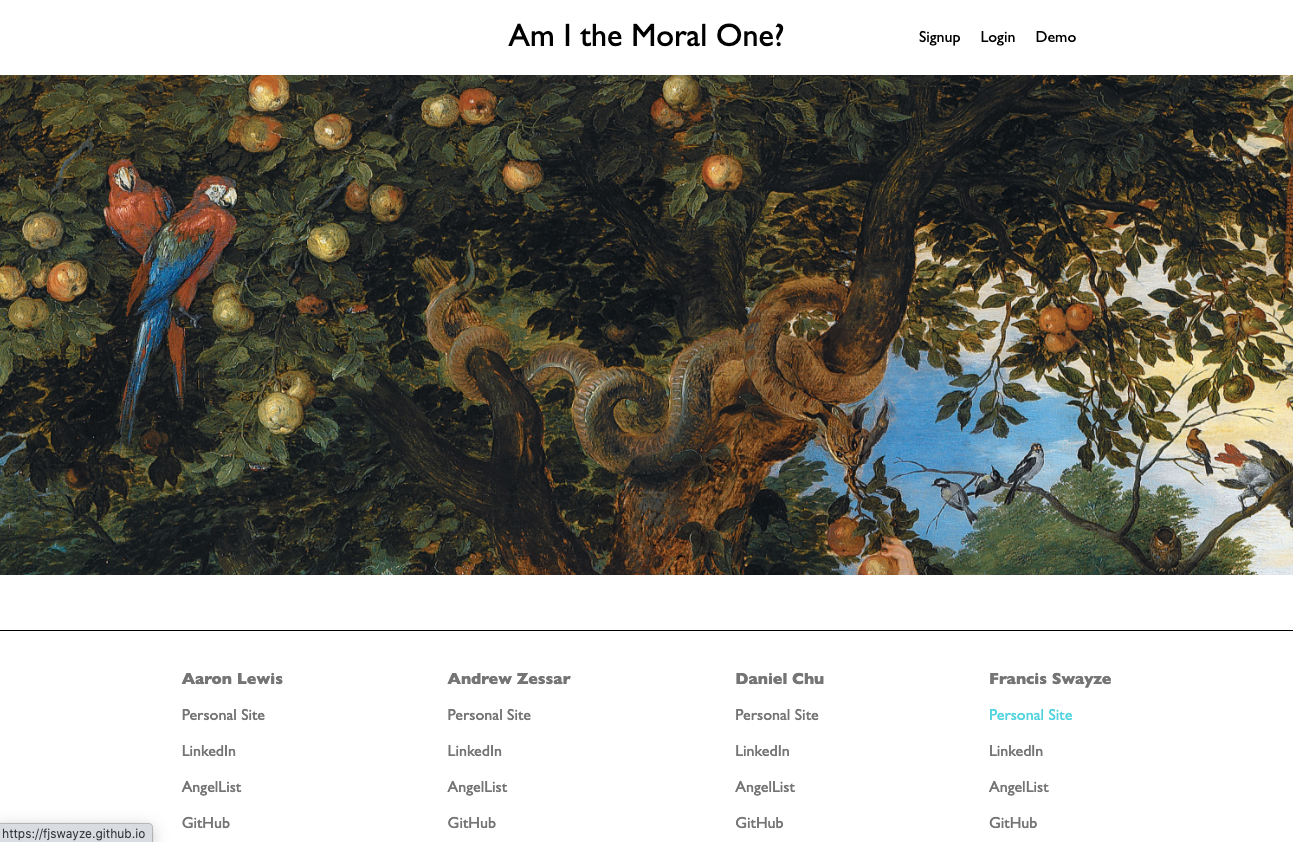 Am I the Moral One?
Signup Login Demo
Aaron Lewis Andrew Zessar Daniel Chu Francis Swayze
Personal Site Personal Site Personal Site Personal Site
LinkedIn LinkedIn LinkedIn LinkedIn
AngelList AngelList AngelList AngelList
GitHub GitHub GitHub GitHub
https://fjswayze.github.io